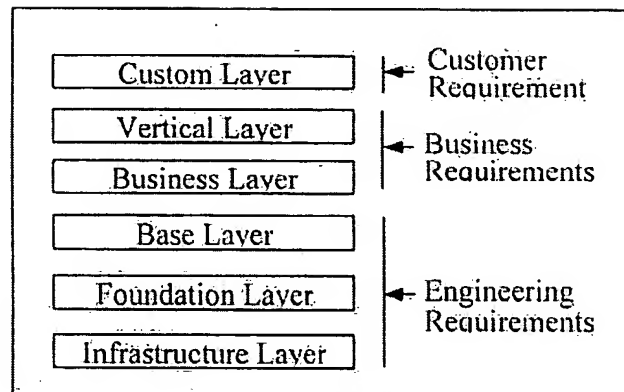 Custom Layer
Customer
Requirement
Vertical Layer
Business Layer
Business
Requirements
Base Layer
Foundation Layer
Infrastructure Layer
Engineering
Requirements